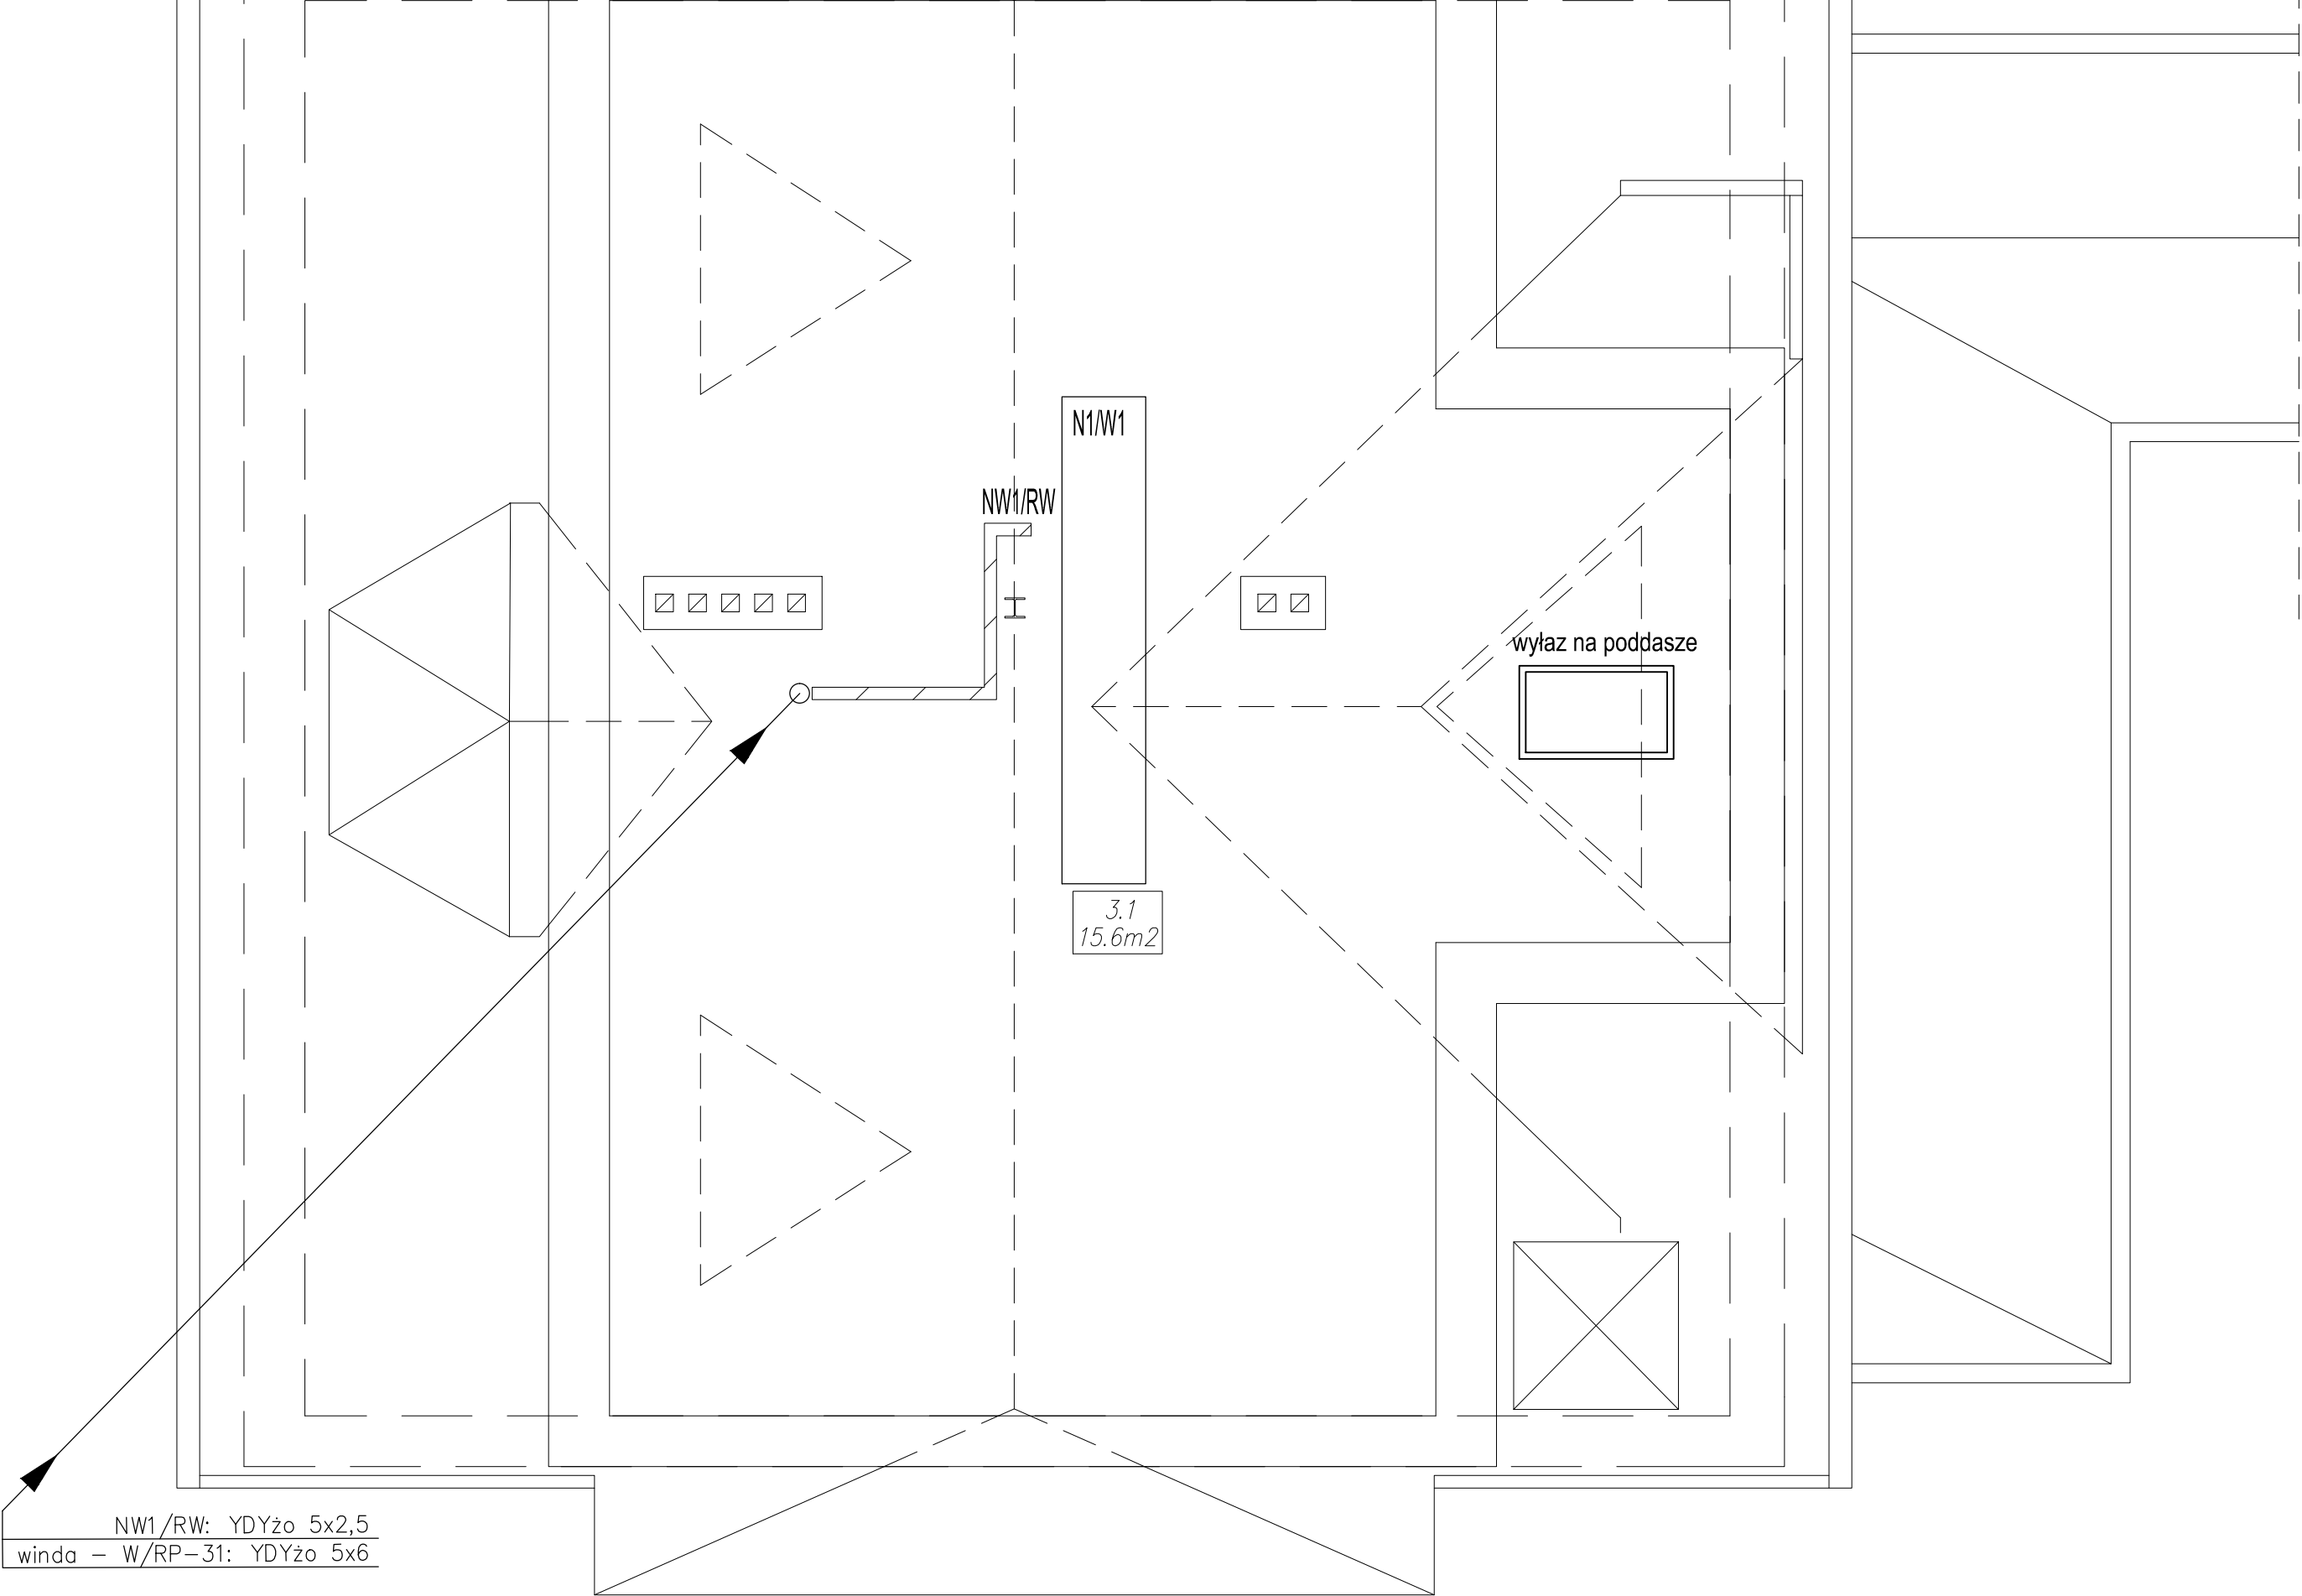 N1/W1
NW1/RW
wyłaz na poddasze
3.1
15.6m2
NW1/RW: YDYżo 5x2,5
winda - W/RP-31: YDYżo 5x6